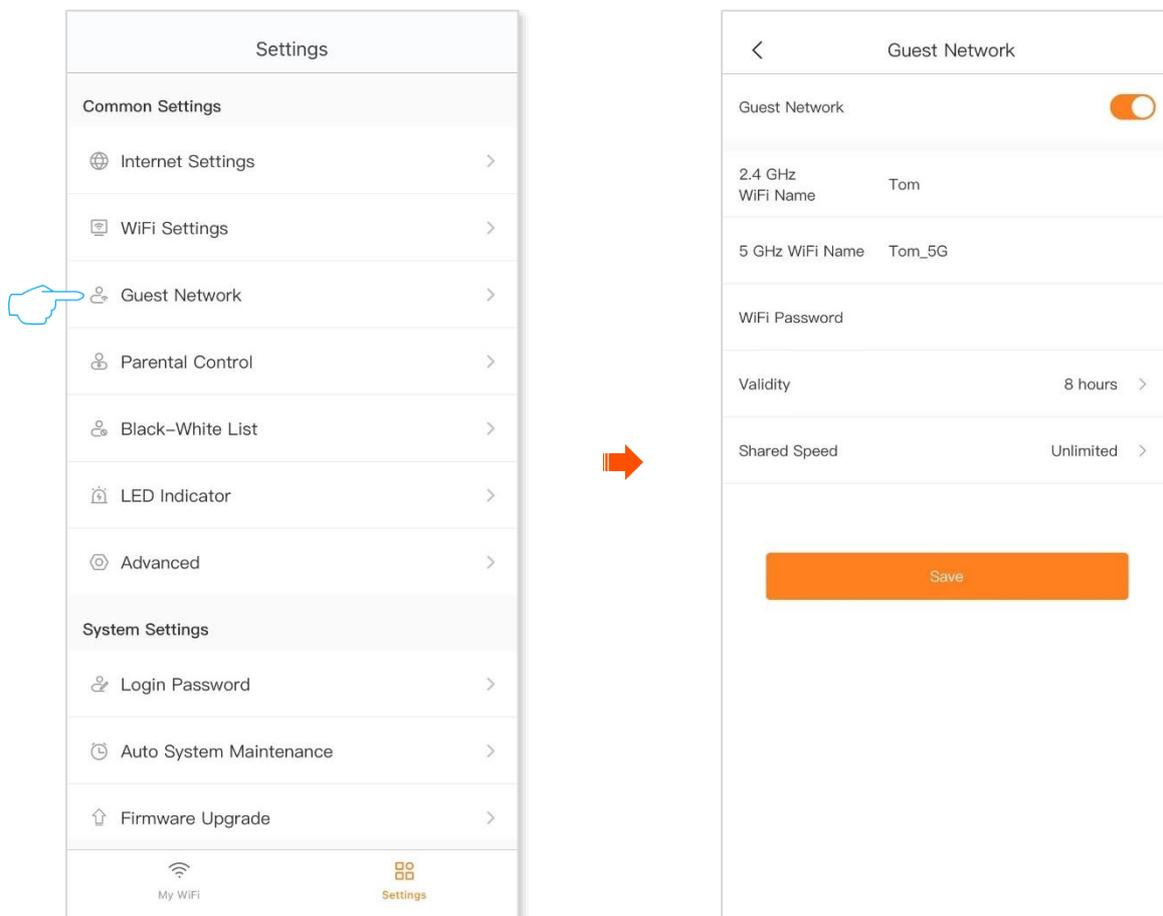 Settings
Common Settings
Internet Settings
WiFi Settings
Guest Network
Parental Control
Black-White List
LED Indicator
Advanced
System Settings
Login Password
Auto System Maintenance
Firmware Upgrade
My WiFi
Settings
Guest Network
Guest Network
2.4 GHz
WiFi Name
Tom
5 GHz WiFi Name Tom_5G
WiFi Password
Validity 8 hours
Shared Speed Unlimited
Save